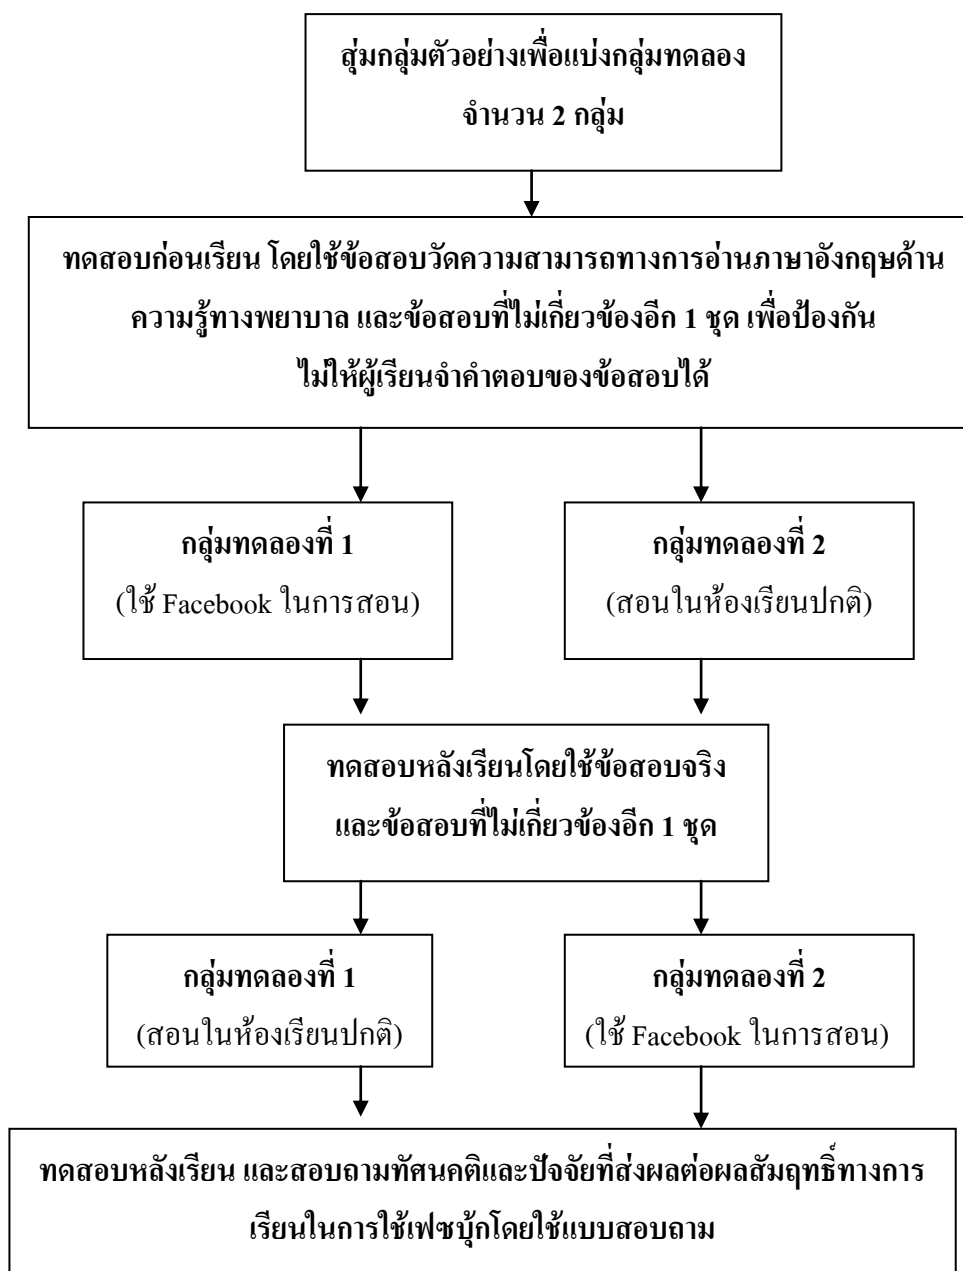 สุ่มกลุ่มตัวอย่างเพื่อแบ่งกลุ่มทดลอง
จำนวน 2 กลุ่ม
ทดสอบก่อนเรียน โดยใช้ข้อสอบวัดความสามารถทางการอ่านภาษาอังกฤษด้าน
ความรู้ทางพยาบาล และข้อสอบที่ไม่เกี่ยวข้องอีก 1 ชุด เพื่อป้องกัน
ไม่ให้ผู้เรียนจำคำตอบของข้อสอบได้
กลุ่มทดลองที่ 1
(ใช้ Facebook ในการสอน)
กลุ่มทดลองที่ 2
(สอนในห้องเรียนปกติ)
ทดสอบหลังเรียนโดยใช้ข้อสอบจริง
และข้อสอบที่ไม่เกี่ยวข้องอีก 1 ชุด
กลุ่มทดลองที่ 1
(สอนในห้องเรียนปกติ)
กลุ่มทดลองที่ 2
(ใช้ Facebook ในการสอน)
ทดสอบหลังเรียน และสอบถามทัศนคติและปัจจัยที่ส่งผลต่อผลสัมฤทธิ์ทางการ
เรียนในการใช้เฟซบุ้กโดยใช้แบบสอบถาม